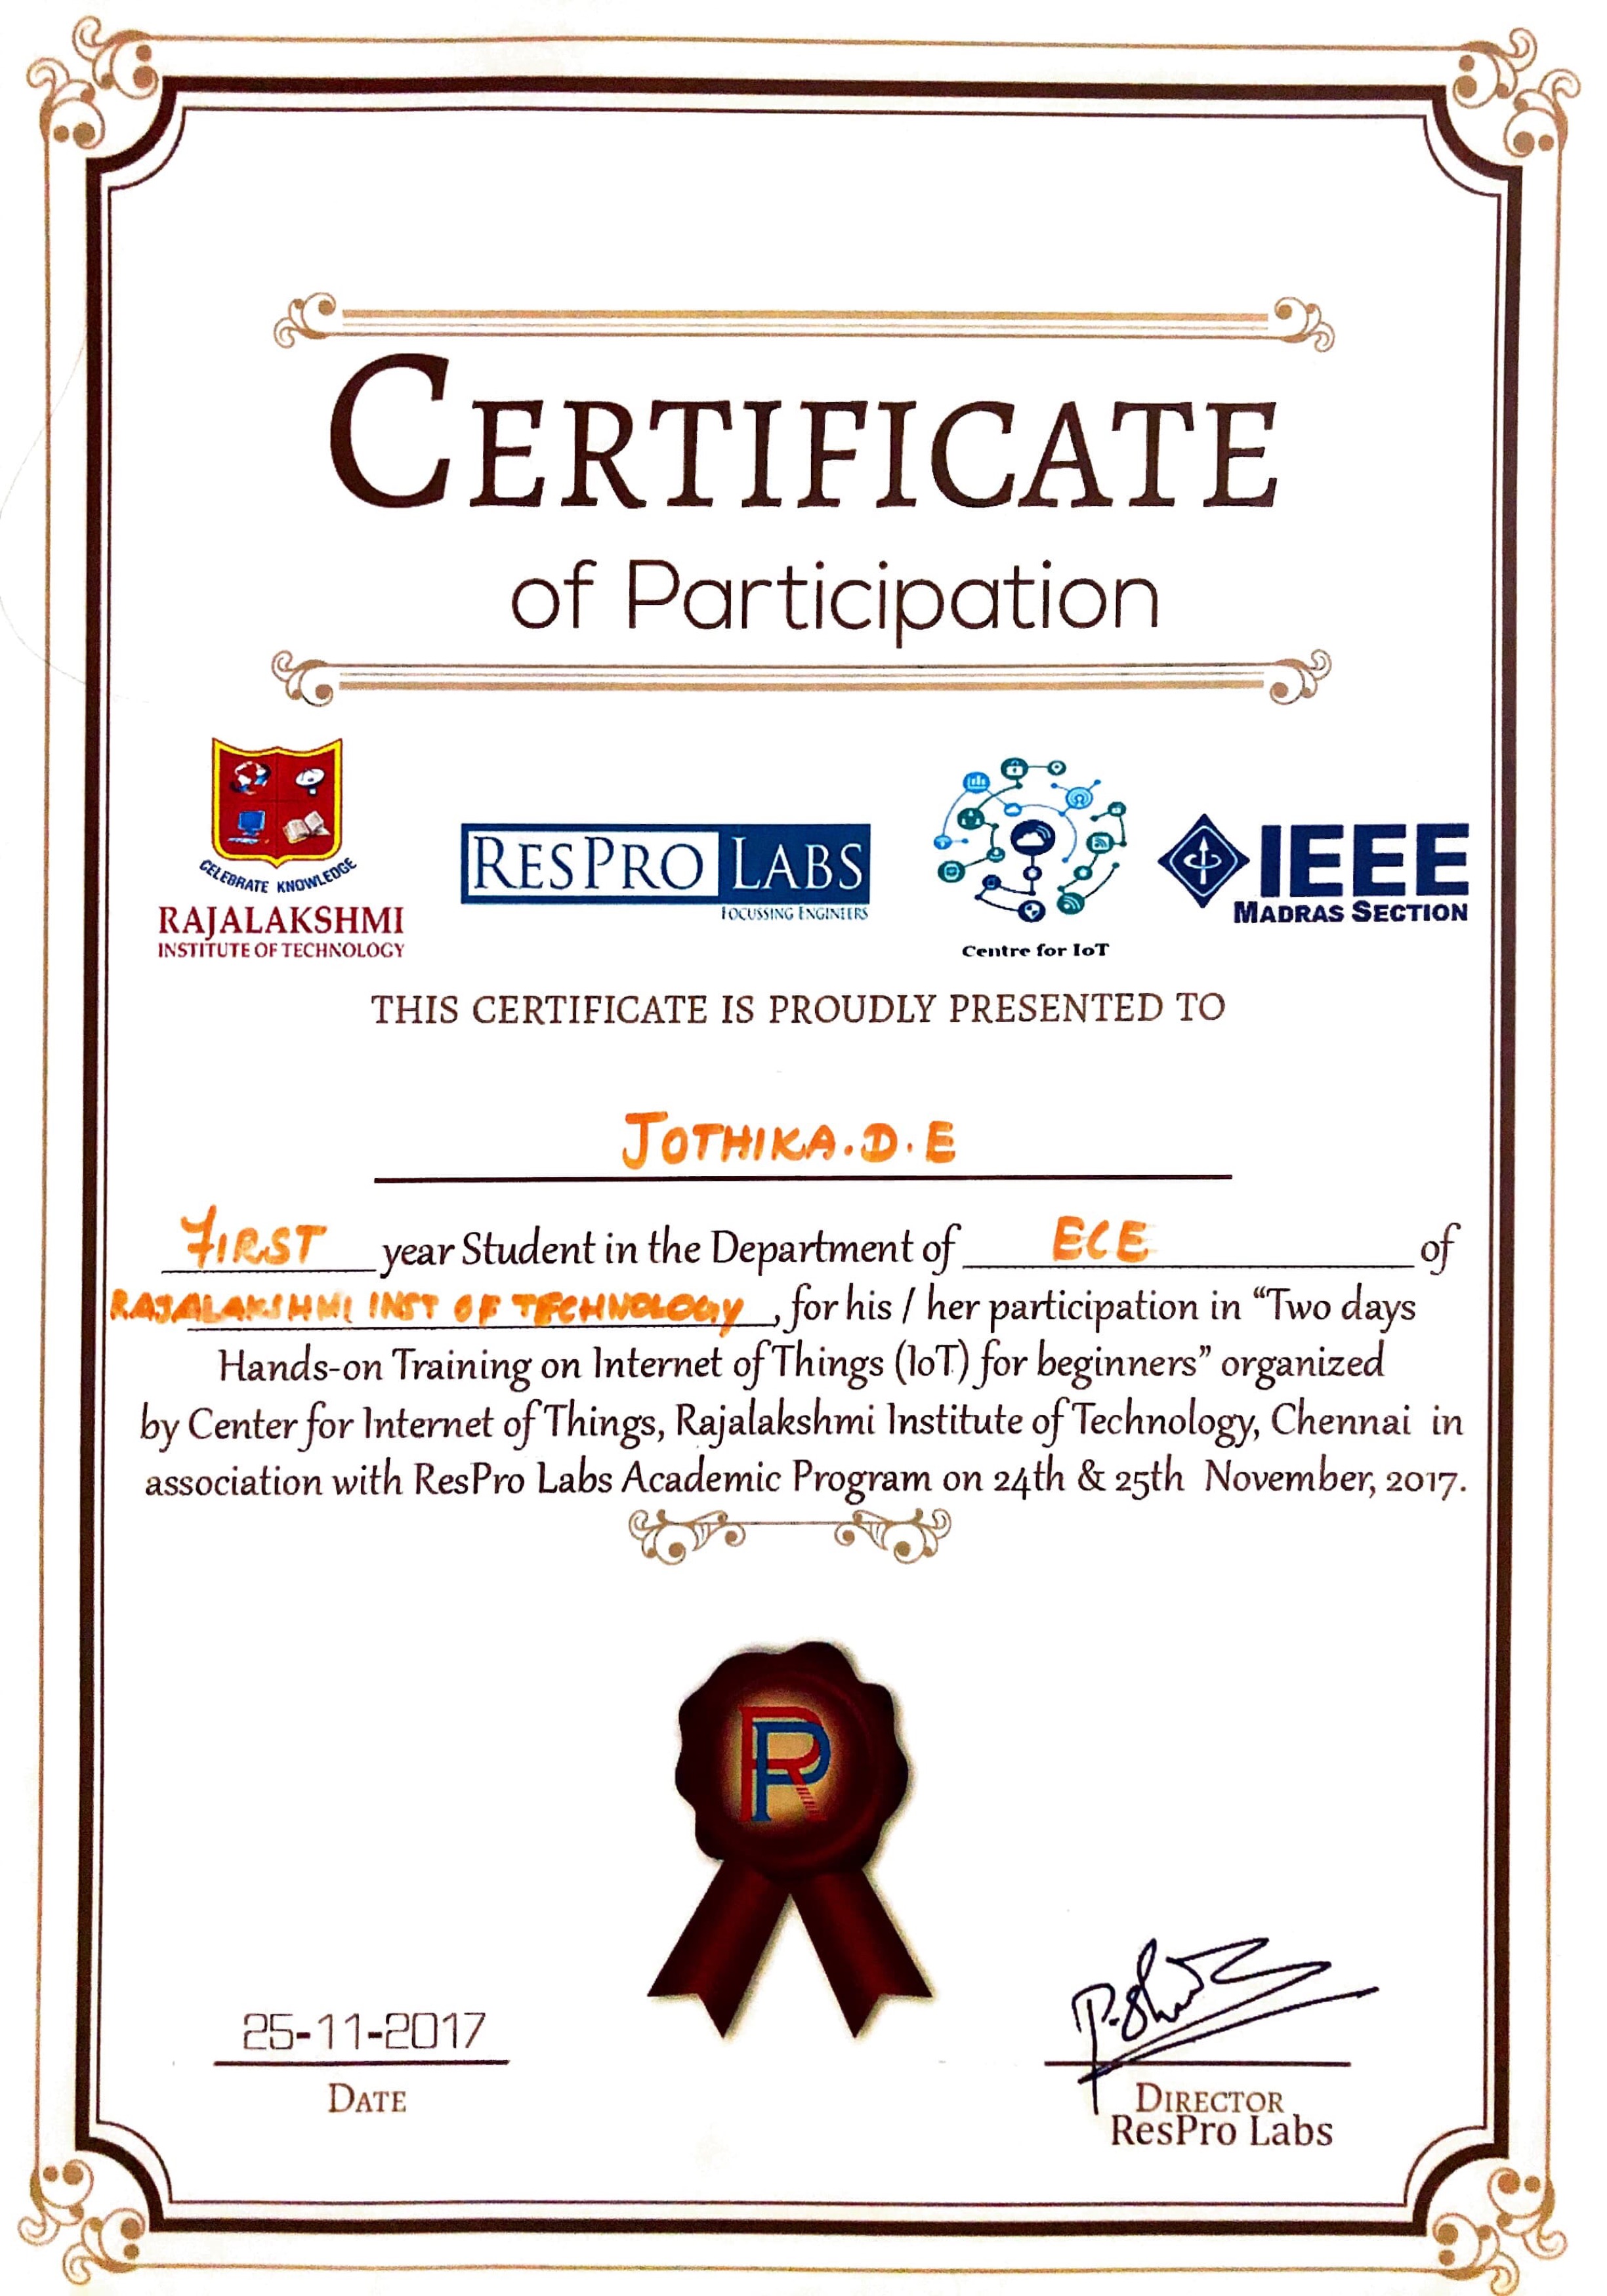 CERTIFICATE
of Participation
CELEBRATE KNOWLEDGE
RAJALAKSHMI
INSTITUTE OF TECHNOLOGY
RESPRO LABS
FOCUSSING ENGINEERS
Centre for IoT
IEEE
MADRAS SECTION
THIS CERTIFICATE IS PROUDLY PRESENTED TO
JOTHIKA.D.E
FIRST year Student in the Department of ECE of
RAJALAKSHMI INST OF TECHNOLOGY, for his / her participation in “Two days
Hands-on Training on Internet of Things (IoT) for beginners” organized
by Center for Internet of Things, Rajalakshmi Institute of Technology, Chennai in
association with ResPro Labs Academic Program on 24th & 25th November, 2017.
RP
25-11-2017
DATE
DIRECTOR
ResPro Labs